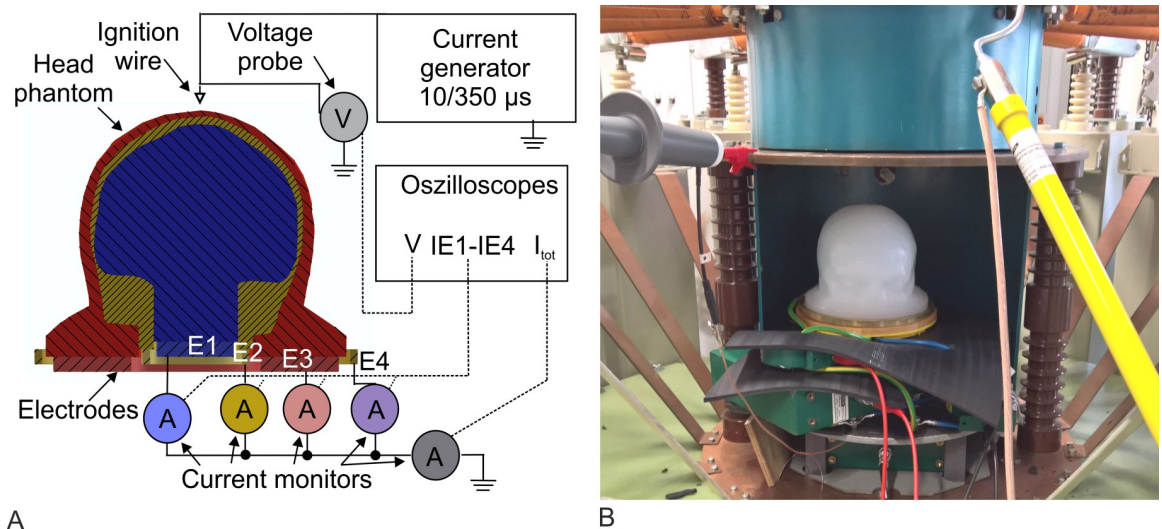 Ignition
wire
Voltage
probe
Current
generator
10/350 µs
Head
phantom
V
Oszilloscopes
V IE1-IE4 Itot
E1
E2
E3
E4
Electrodes
A
A
A
A
A
Current monitors
A
B